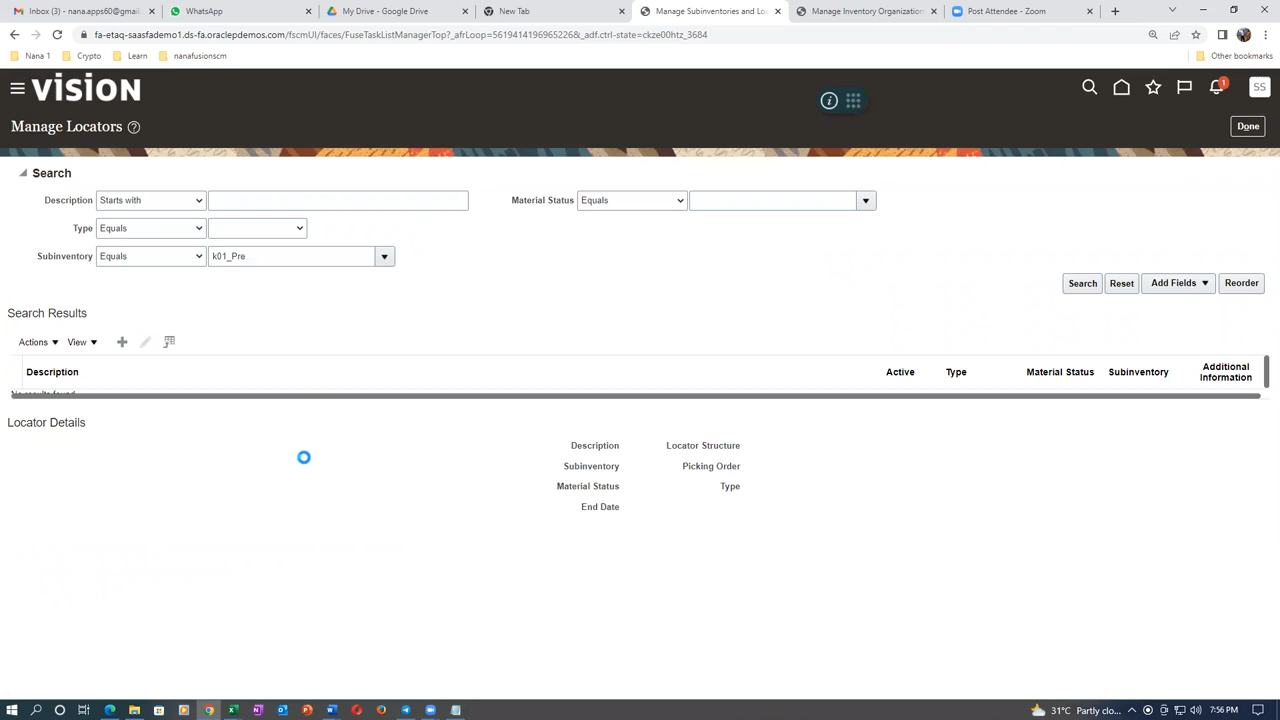 Inbox (3) - nana.apps60@gmail.
WhatsApp
My Drive - Google Drive
New Tab
Manage Subinventories and Loc
Manage Inventory Organization
Post Attendee - Zoom
fa-etaq-saasfademo1.ds-fa.oraclepdemos.com/fscmUI/faces/FuseTaskListManagerTop?_afrLoop=5619414196965226&_adf.ctrl-state=ckze00htz_3684
Nana 1
Crypto
Learn
nanafusionscm
Other bookmarks
VISION
1
SS
Manage Locators
Done
Search
Description Starts with
Material Status Equals
Type Equals
Subinventory Equals k01_Pre
Search Reset Add Fields Reorder
Search Results
Actions View
Description Active Type Material Status Subinventory Additional Information
No results found.
Locator Details
Description
Locator Structure
Subinventory
Picking Order
Material Status
Type
End Date
31°C Partly clo...
7:56 PM